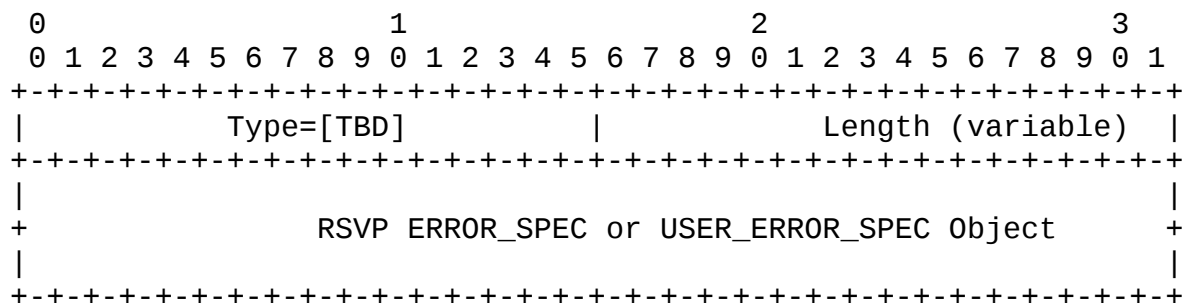 0                   1                   2                   3
 0 1 2 3 4 5 6 7 8 9 0 1 2 3 4 5 6 7 8 9 0 1 2 3 4 5 6 7 8 9 0 1
+-+-+-+-+-+-+-+-+-+-+-+-+-+-+-+-+-+-+-+-+-+-+-+-+-+-+-+-+-+-+-+-+
|           Type=[TBD]          |            Length (variable)  |
+-+-+-+-+-+-+-+-+-+-+-+-+-+-+-+-+-+-+-+-+-+-+-+-+-+-+-+-+-+-+-+-+
|                                                               |
+                RSVP ERROR_SPEC or USER_ERROR_SPEC Object      +
|                                                               |
+-+-+-+-+-+-+-+-+-+-+-+-+-+-+-+-+-+-+-+-+-+-+-+-+-+-+-+-+-+-+-+-+